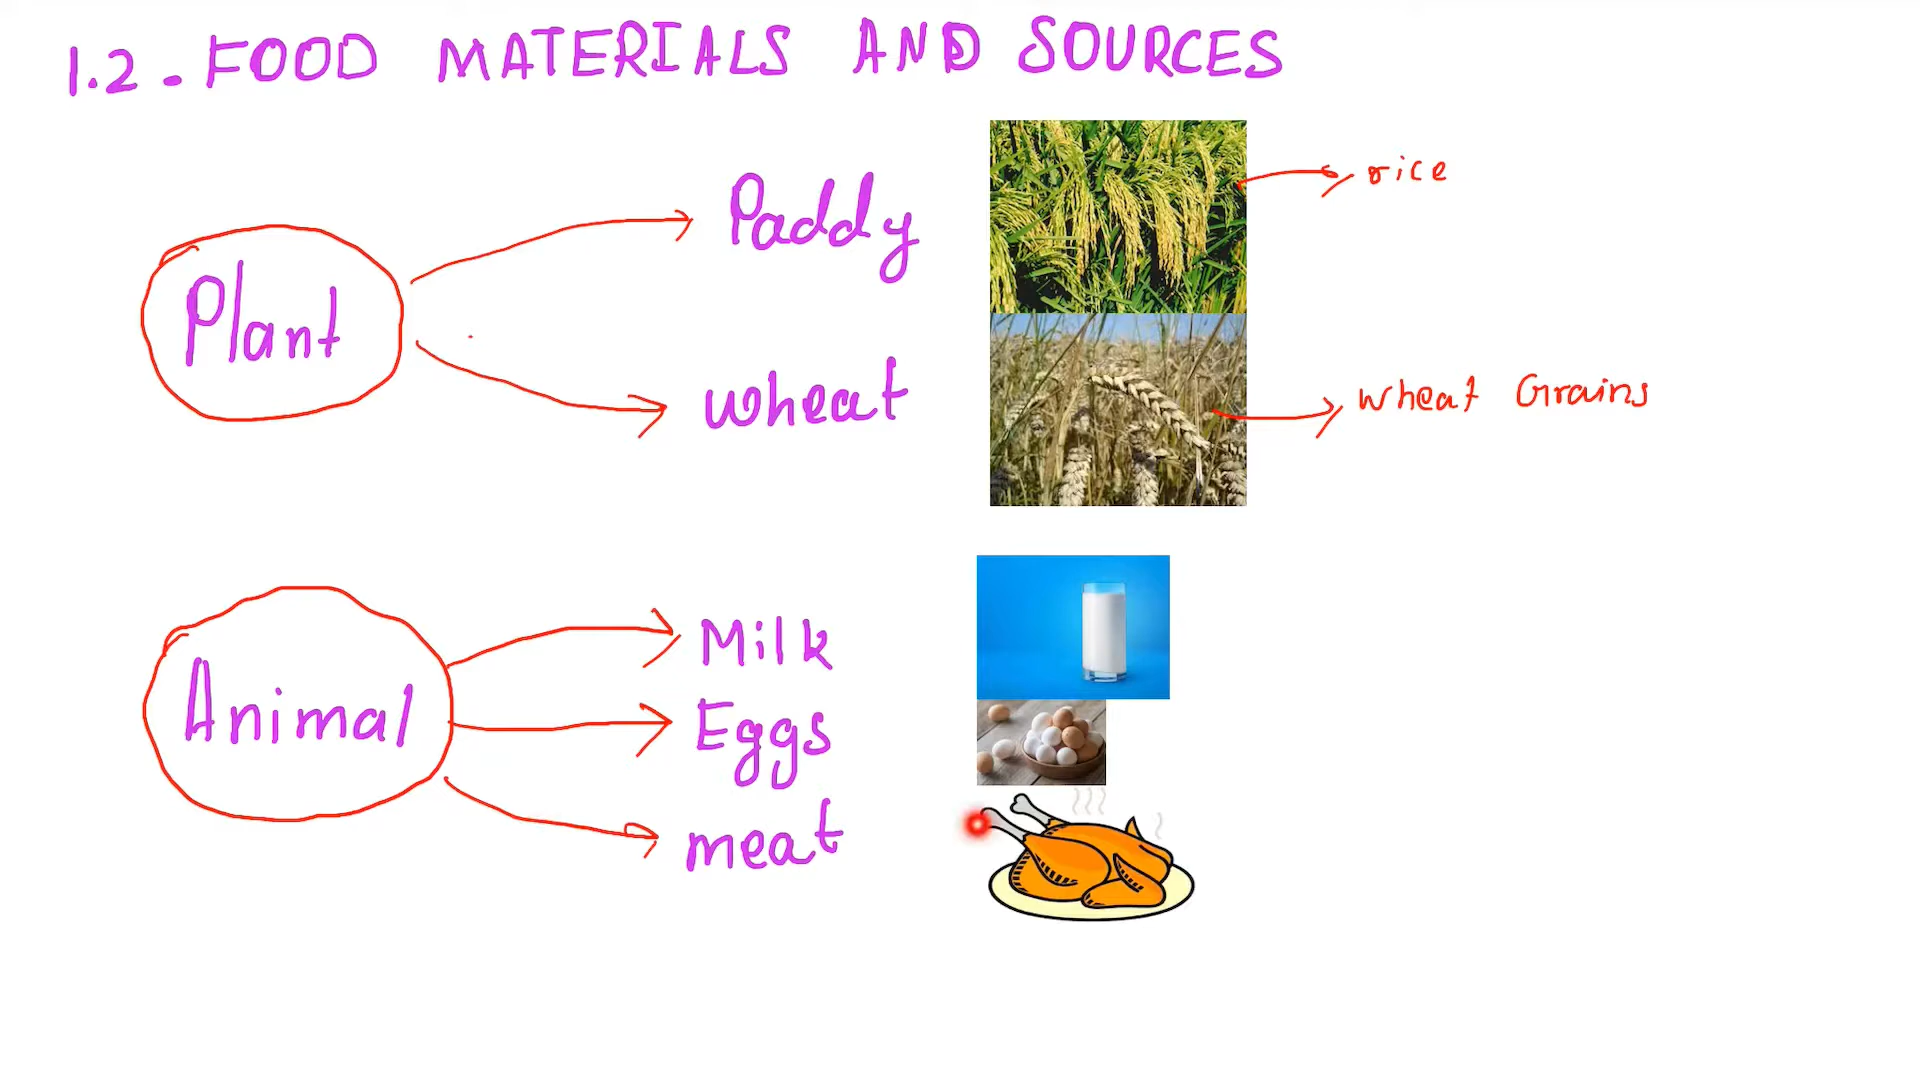 1.2. FOOD MATERIALS AND SOURCES
Plant
Paddy
rice
wheat
wheat Grains
Animal
Milk
Eggs
meat